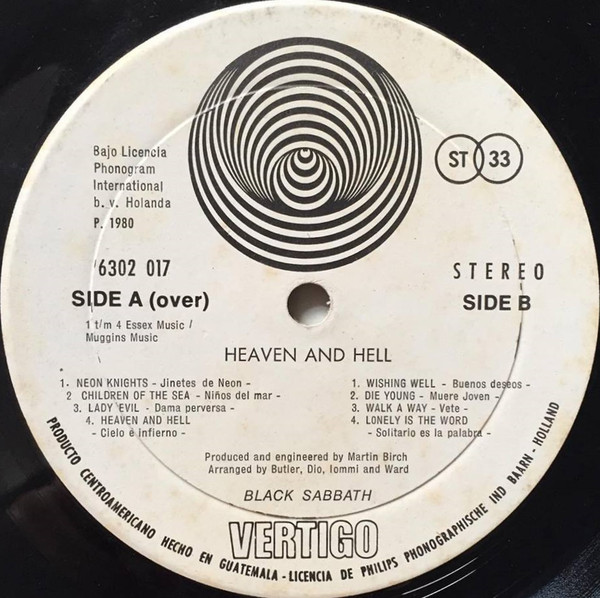 Bajo Licencia
Phonogram
International
b. v. Holanda
P. 1980
ST 33
6302 017
STEREO
SIDE A (over)
SIDE B
1 t/m 4 Essex Music /
Muggins Music
HEAVEN AND HELL
1. NEON KNIGHTS - Jinetes de Neon -
2 CHILDREN OF THE SEA - Niños del mar -
3. LADY EVIL - Dama perversa -
4. HEAVEN AND HELL
- Cielo é infierno -
1. WISHING WELL - Buenos deseos -
2. DIE YOUNG - Muere Joven -
3. WALK A WAY - Vete -
4. LONELY IS THE WORD
- Solitario es la palabra -
Produced and engineered by Martin Birch
Arranged by Butler, Dio, Iommi and Ward
BLACK SABBATH
VERTIGO
PRODUCTO CENTROAMERICANO HECHO EN GUATEMALA - LICENCIA DE PHILIPS PHONOGRAPHISCHE IND BAARN - HOLLAND